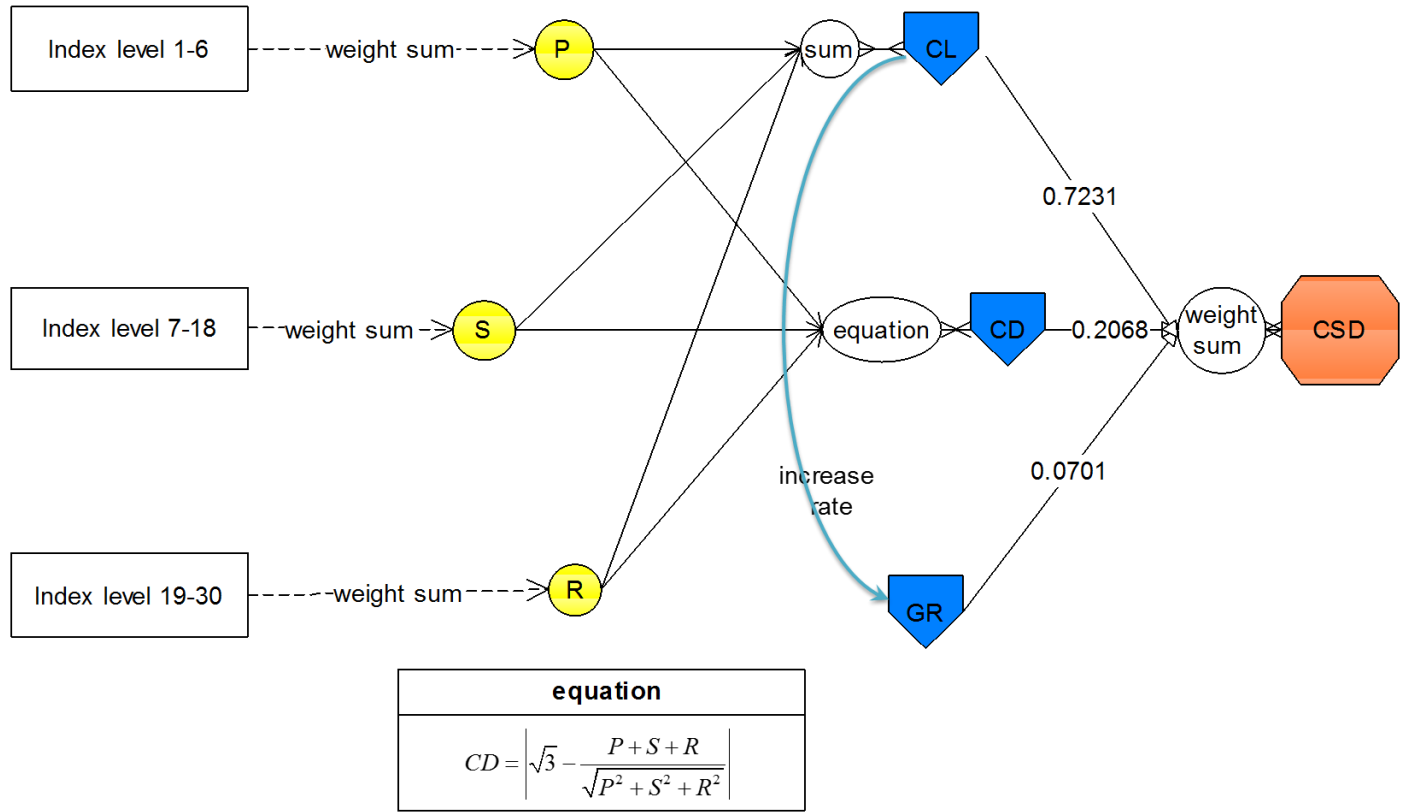 Index level 1-6
weight sum
P
sum
CL
0.7231
Index level 7-18
weight sum
S
equation
CD
0.2068
weight
sum
CSD
increase
rate
0.0701
Index level 19-30
weight sum
R
GR
equation
CD = |√3 − (P + S + R) / √(P² + S² + R²)|